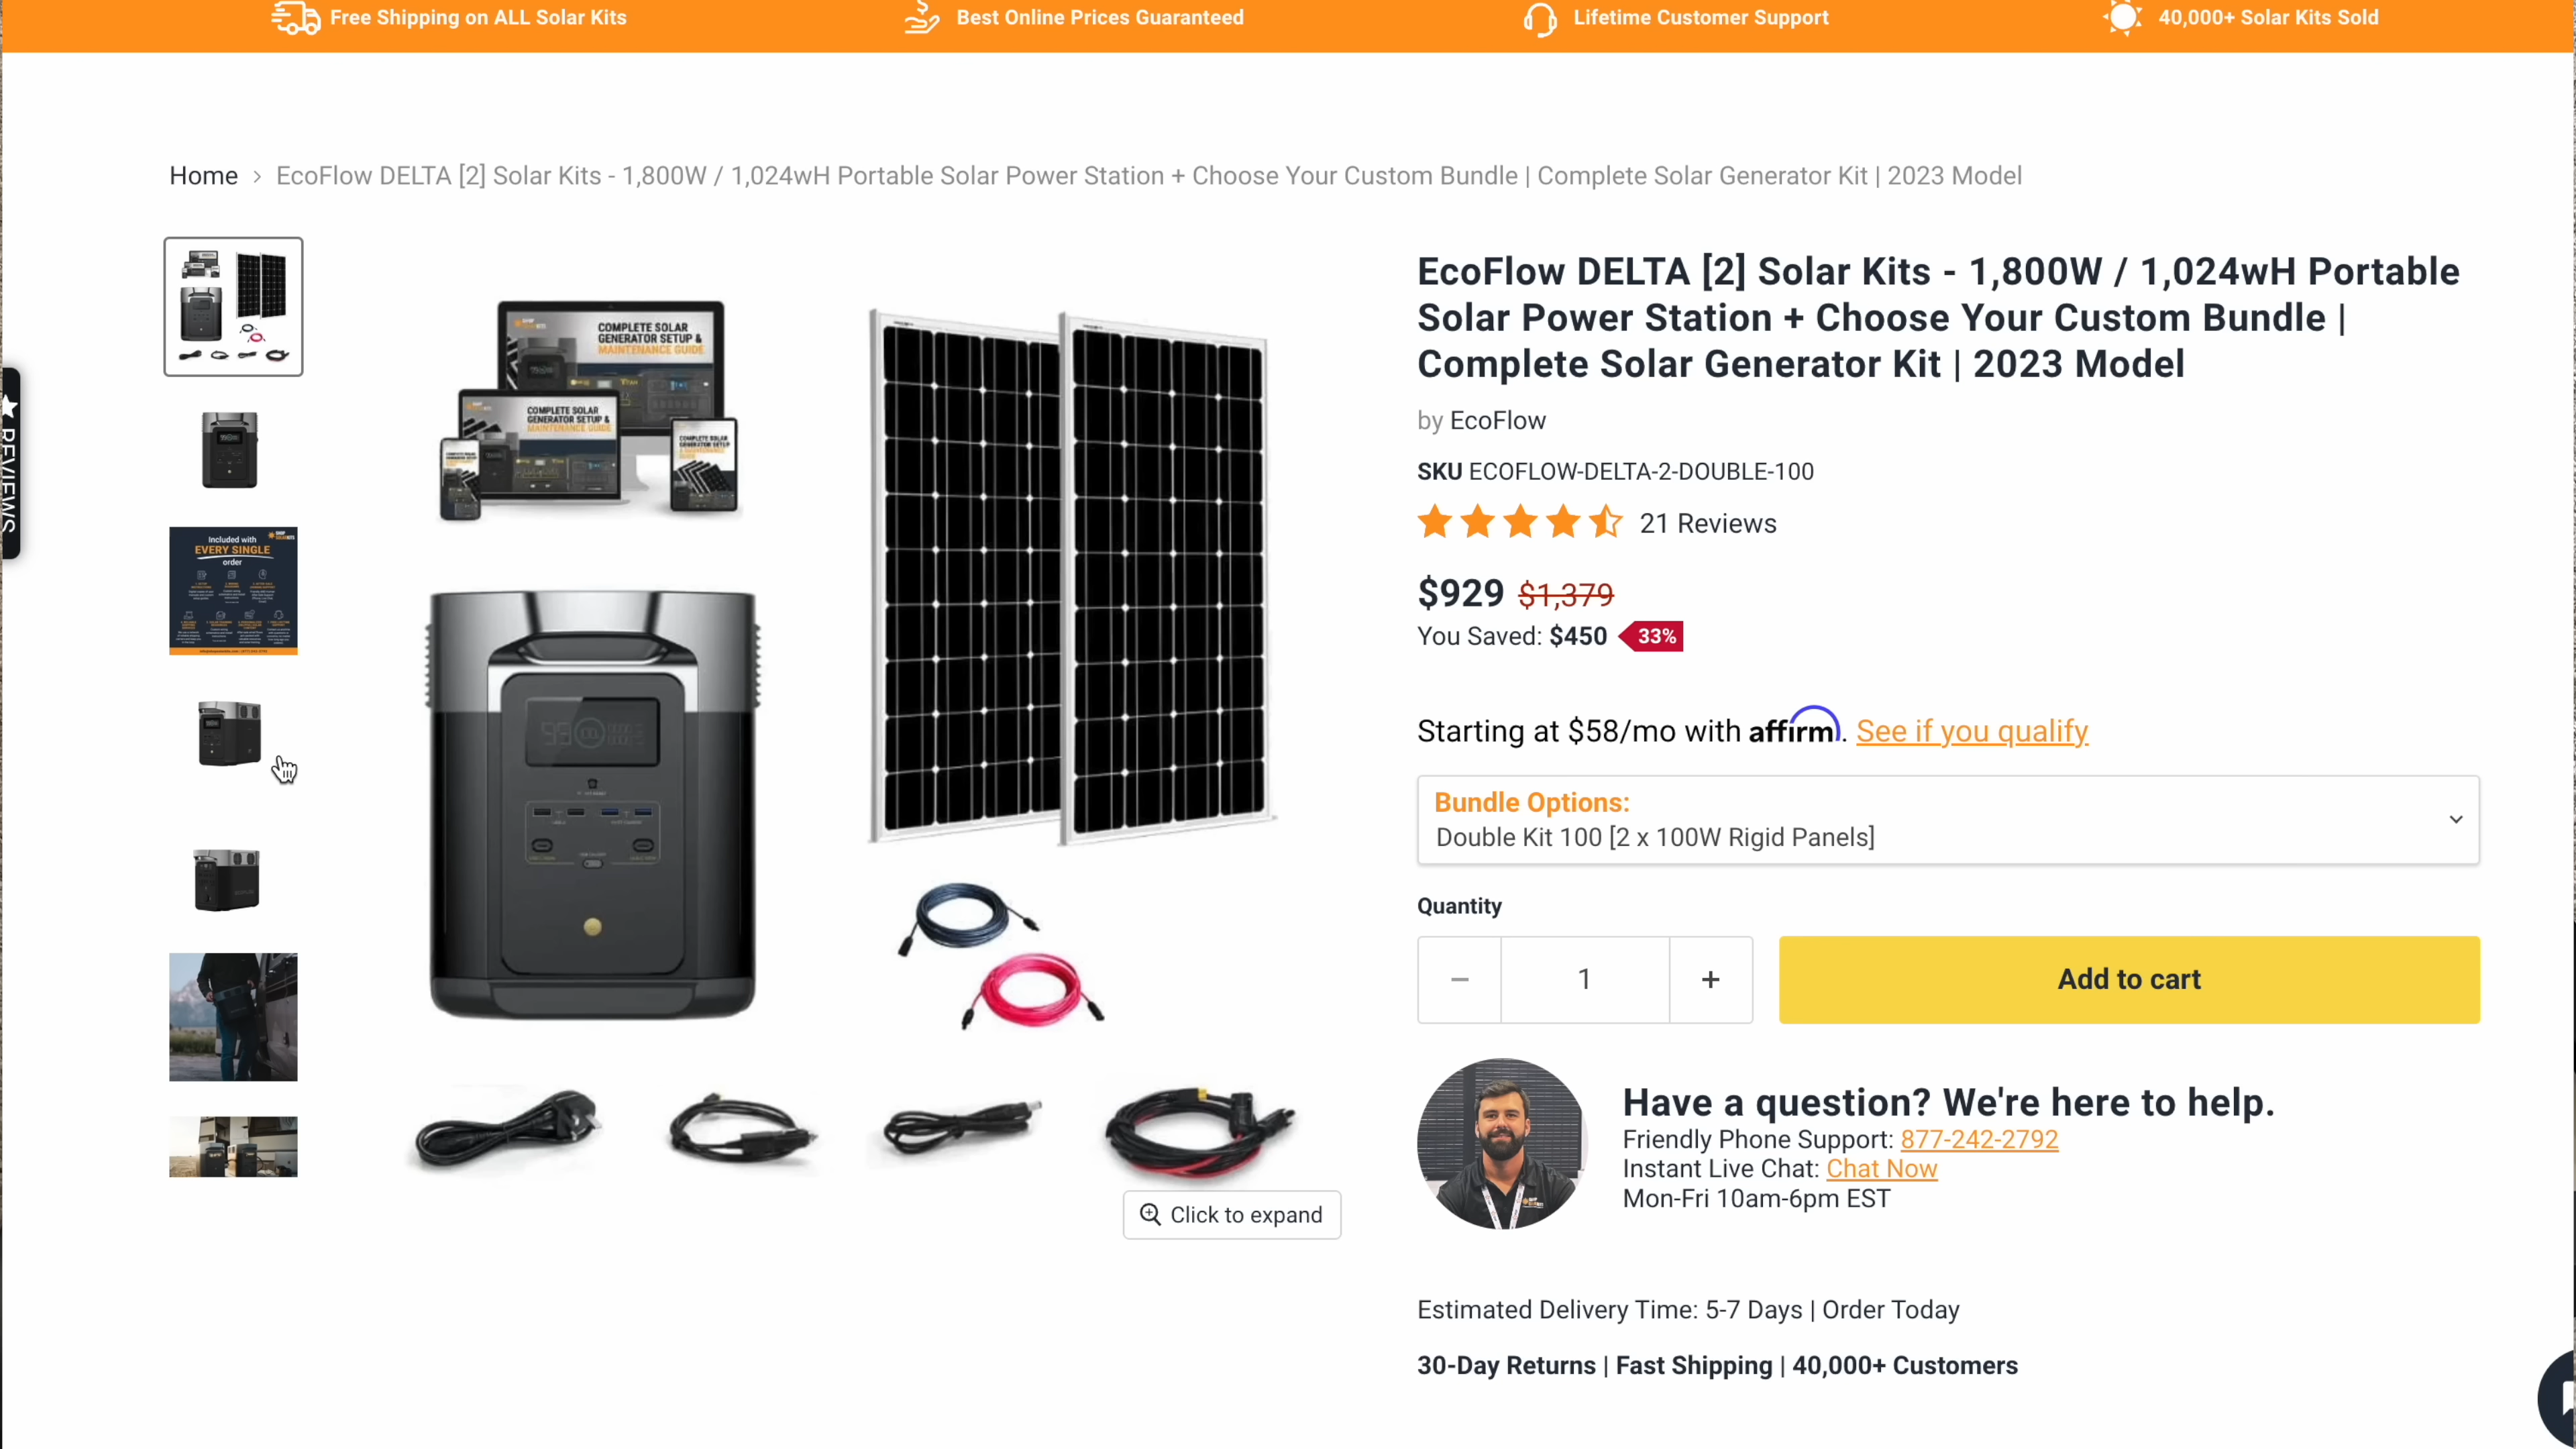 Free Shipping on ALL Solar Kits
Best Online Prices Guaranteed
Lifetime Customer Support
40,000+ Solar Kits Sold
Home > EcoFlow DELTA [2] Solar Kits - 1,800W / 1,024wH Portable Solar Power Station + Choose Your Custom Bundle | Complete Solar Generator Kit | 2023 Model
REVIEWS
Included with
EVERY SINGLE
order
COMPLETE SOLAR
GENERATOR SETUP &
MAINTENANCE GUIDE
COMPLETE SOLAR
GENERATOR SETUP &
MAINTENANCE GUIDE
EcoFlow DELTA [2] Solar Kits - 1,800W / 1,024wH Portable
Solar Power Station + Choose Your Custom Bundle |
Complete Solar Generator Kit | 2023 Model
by EcoFlow
SKU ECOFLOW-DELTA-2-DOUBLE-100
21 Reviews
$929 $1,379
You Saved: $450 33%
Starting at $58/mo with affirm. See if you qualify
Bundle Options:
Double Kit 100 [2 x 100W Rigid Panels]
Quantity
− 1 +
Add to cart
Have a question? We're here to help.
Friendly Phone Support: 877-242-2792
Instant Live Chat: Chat Now
Mon-Fri 10am-6pm EST
Click to expand
Estimated Delivery Time: 5-7 Days | Order Today
30-Day Returns | Fast Shipping | 40,000+ Customers